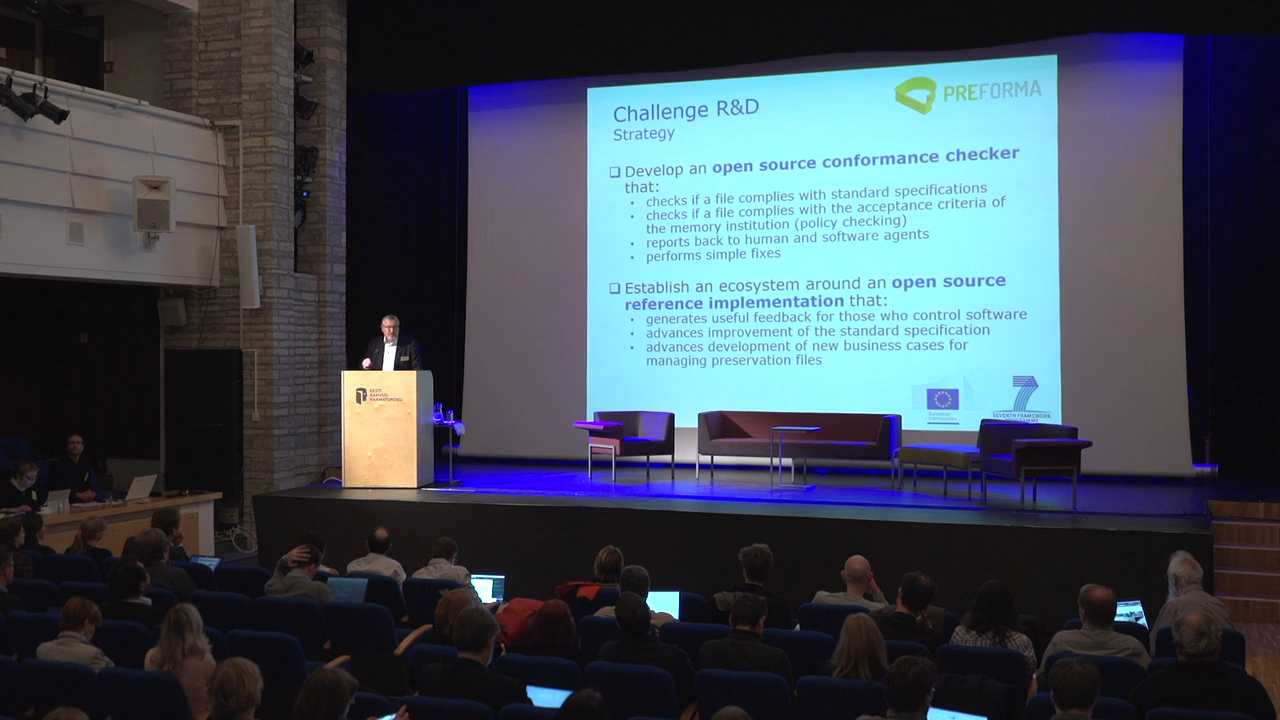 PREFORMA
Challenge R&D
Strategy
❑ Develop an open source conformance checker
that:
• checks if a file complies with standard specifications
• checks if a file complies with the acceptance criteria of
the memory institution (policy checking)
• reports back to human and software agents
• performs simple fixes
❑ Establish an ecosystem around an open source
reference implementation that:
• generates useful feedback for those who control software
• advances improvement of the standard specification
• advances development of new business cases for
managing preservation files
European
Commission
SEVENTH FRAMEWORK
PROGRAMME
EESTI
RAHVUS-
RAAMATUKOGU